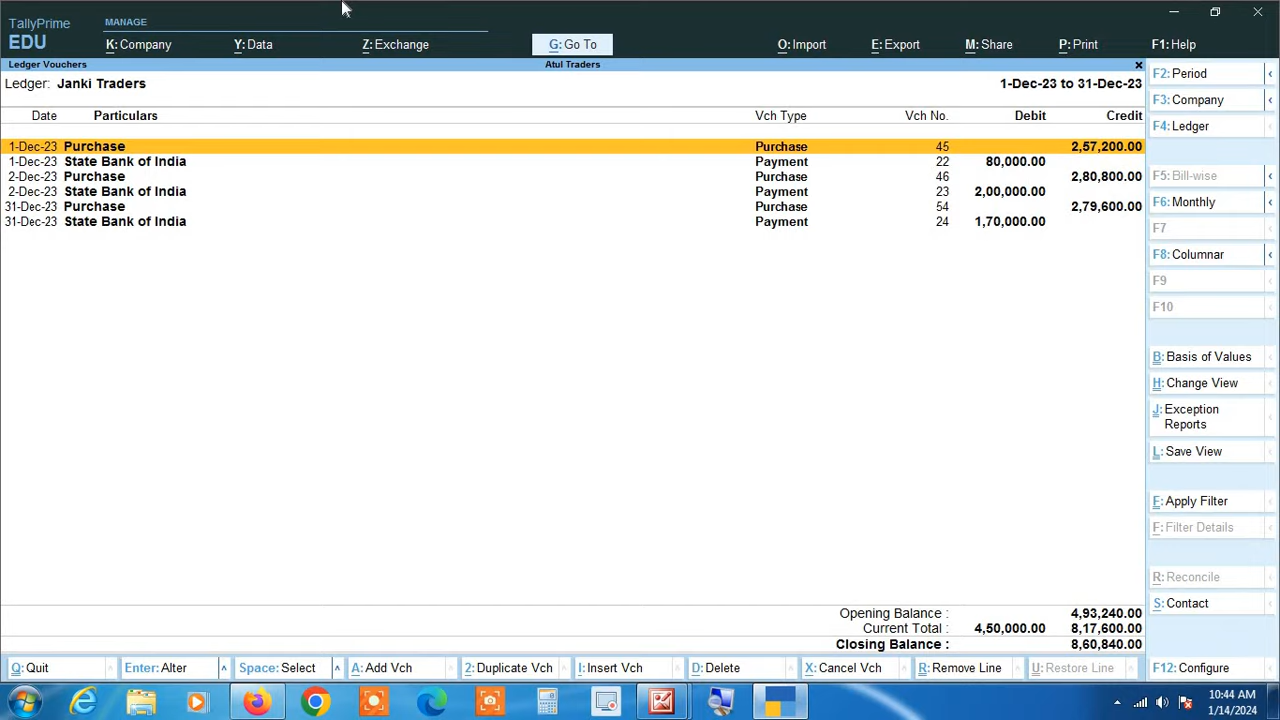 TallyPrime
EDU
MANAGE
K: Company
Y: Data
Z: Exchange
G: Go To
O: Import
E: Export
M: Share
P: Print
F1: Help
Ledger Vouchers
Atul Traders
Ledger: Janki Traders
1-Dec-23 to 31-Dec-23
Date Particulars Vch Type Vch No. Debit Credit
1-Dec-23 Purchase Purchase 45 2,57,200.00
1-Dec-23 State Bank of India Payment 22 80,000.00
2-Dec-23 Purchase Purchase 46 2,80,800.00
2-Dec-23 State Bank of India Payment 23 2,00,000.00
31-Dec-23 Purchase Purchase 54 2,79,600.00
31-Dec-23 State Bank of India Payment 24 1,70,000.00
Opening Balance : 4,93,240.00
Current Total : 4,50,000.00 8,17,600.00
Closing Balance : 8,60,840.00
F2: Period
F3: Company
F4: Ledger
F5: Bill-wise
F6: Monthly
F7
F8: Columnar
F9
F10
B: Basis of Values
H: Change View
J: Exception
Reports
L: Save View
F: Apply Filter
F: Filter Details
R: Reconcile
S: Contact
Q: Quit
Enter: Alter
Space: Select
A: Add Vch
2: Duplicate Vch
I: Insert Vch
D: Delete
X: Cancel Vch
R: Remove Line
U: Restore Line
F12: Configure
10:44 AM
1/14/2024